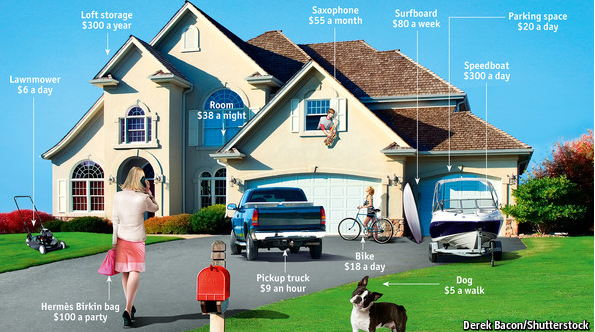 Loft storage
$300 a year
Saxophone
$55 a month
Surfboard
$80 a week
Parking space
$20 a day
Lawnmower
$6 a day
Room
$38 a night
Speedboat
$300 a day
Bike
$18 a day
Pickup truck
$9 an hour
Dog
$5 a walk
Hermès Birkin bag
$100 a party
Derek Bacon/Shutterstock